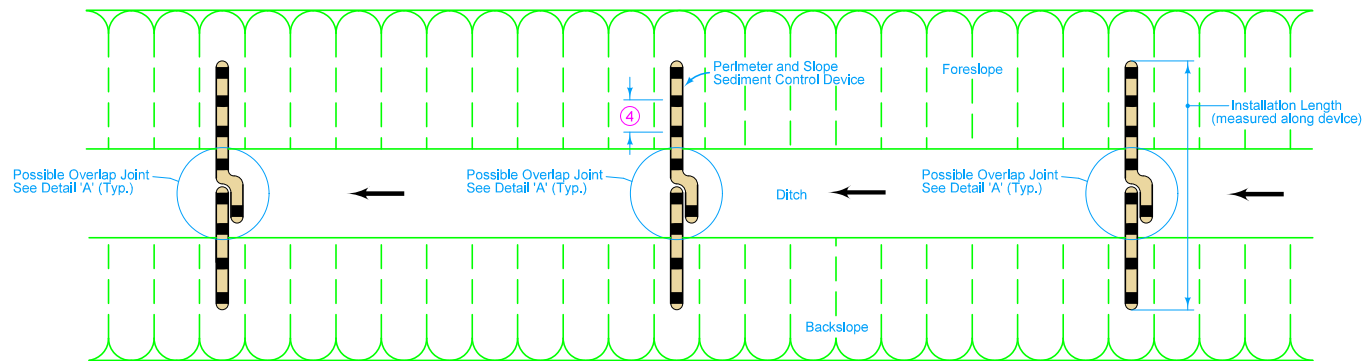 Perimeter and Slope
Sediment Control Device
Foreslope
4
Installation Length
(measured along device)
Possible Overlap Joint
See Detail 'A' (Typ.)
Possible Overlap Joint
See Detail 'A' (Typ.)
Ditch
Possible Overlap Joint
See Detail 'A' (Typ.)
Backslope